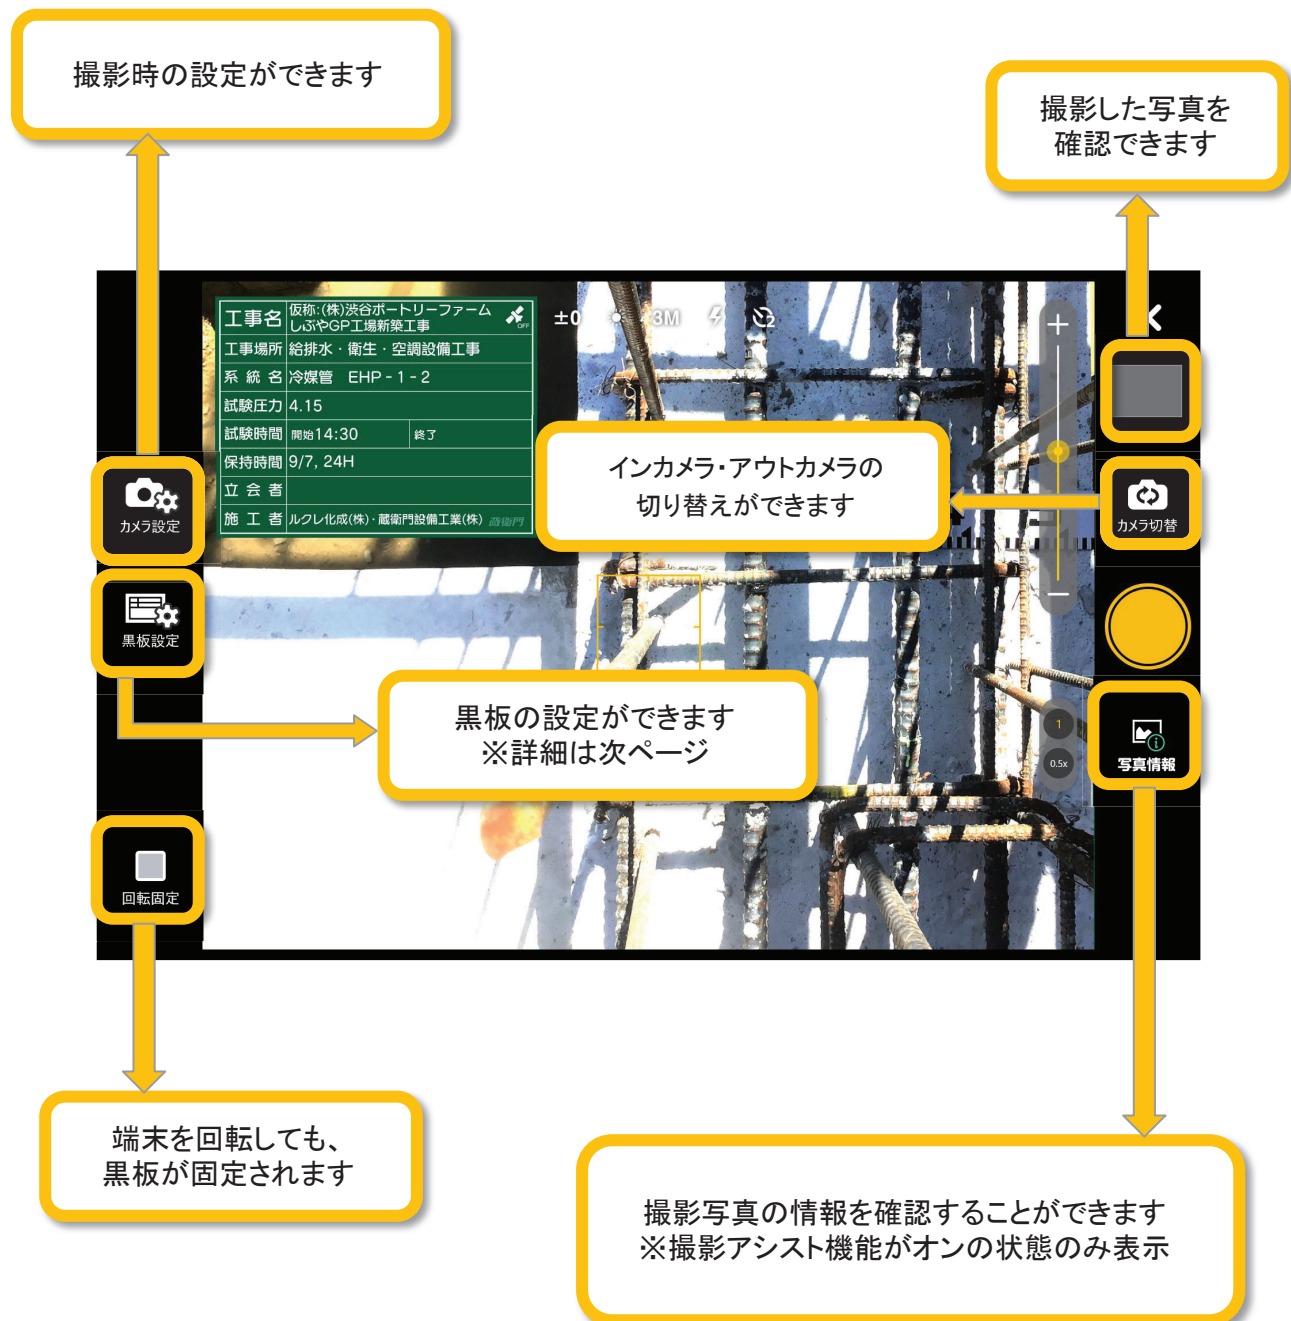 撮影時の設定ができます
撮影した写真を
確認できます
工事名 仮称:(株)渋谷ポートリーファーム
しぶやGP工場新築工事
OFF
工事場所 給排水・衛生・空調設備工事
系統名 冷媒管 EHP-1-2
試験圧力 4.15
試験時間 開始14:30 終了
保持時間 9/7, 24H
立会者
施工者 ルクレ化成(株)・蔵衛門設備工業(株) 蔵衛門
±0
3M
2
インカメラ・アウトカメラの
切り替えができます
カメラ設定
カメラ切替
黒板設定
黒板の設定ができます
※詳細は次ページ
1
0.5x
写真情報
回転固定
端末を回転しても、
黒板が固定されます
撮影写真の情報を確認することができます
※撮影アシスト機能がオンの状態のみ表示